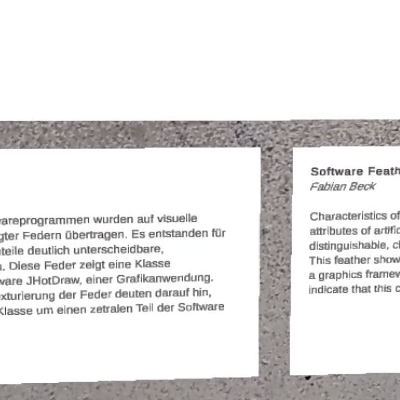 areprogrammen wurden auf visuelle
gter Federn übertragen. Es entstanden für
teile deutlich unterscheidbare,
. Diese Feder zeigt eine Klasse
ware JHotDraw, einer Grafikanwendung.
xturierung der Feder deuten darauf hin,
Klasse um einen zetralen Teil der Software
Software Feath
Fabian Beck
Characteristics of
attributes of artific
distinguishable, c
This feather show
a graphics framew
indicate that this c